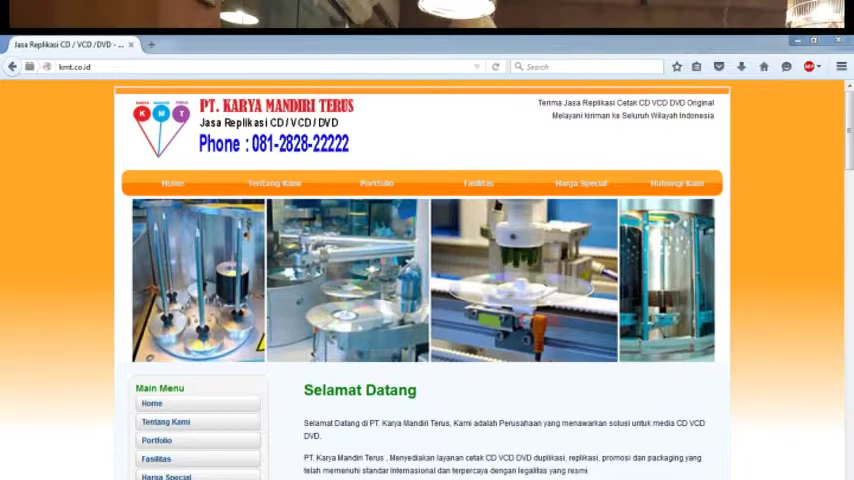 Jasa Replikasi CD / VCD /DVD - ...
kmt.co.id
Search
ABP
KARYA MANDIRI TERUS
K M T
PT. KARYA MANDIRI TERUS
Jasa Replikasi CD / VCD / DVD
Phone : 081-2828-22222
Terima Jasa Replikasi Cetak CD VCD DVD Original
Melayani kiriman ke Seluruh Wilayah Indonesia
Home Tentang Kami Portfolio Fasilitas Harga Special Hubungi Kami
Main Menu
Home
Tentang Kami
Portfolio
Fasilitas
Harga Special
Selamat Datang
Selamat Datang di PT. Karya Mandiri Terus, Kami adalah Perusahaan yang menawarkan solusi untuk media CD VCD
DVD.
PT. Karya Mandiri Terus , Menyediakan layanan cetak CD VCD DVD duplikasi, replikasi, promosi dan packaging yang
telah memenuhi standar Internasional dan terpercaya dengan legalitas yang resmi